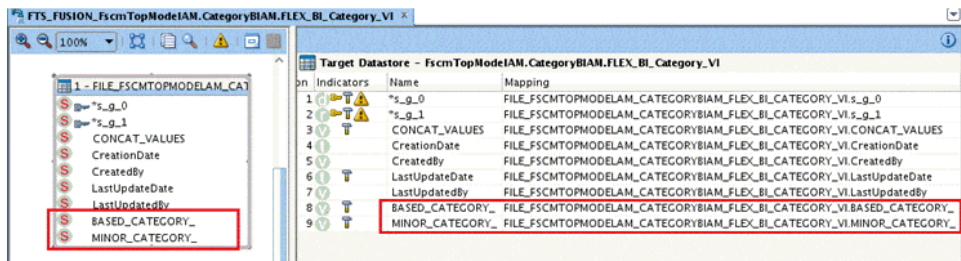 FTS_FUSION_FscmTopModelAM.CategoryBIAM.FLEX_BI_Category_VI
100%
1 - FILE_FSCMTOPMODELAM_CAT
S *s_g_0
S *s_g_1
S CONCAT_VALUES
S CreationDate
S CreatedBy
S LastUpdateDate
S LastUpdatedBy
S BASED_CATEGORY_
S MINOR_CATEGORY_
Target Datastore - FscmTopModelAM.CategoryBIAM.FLEX_BI_Category_VI
on Indicators Name Mapping
1 *s_g_0 FILE_FSCMTOPMODELAM_CATEGORYBIAM_FLEX_BI_CATEGORY_VI.s_g_0
2 *s_g_1 FILE_FSCMTOPMODELAM_CATEGORYBIAM_FLEX_BI_CATEGORY_VI.s_g_1
3 CONCAT_VALUES FILE_FSCMTOPMODELAM_CATEGORYBIAM_FLEX_BI_CATEGORY_VI.CONCAT_VALUES
4 CreationDate FILE_FSCMTOPMODELAM_CATEGORYBIAM_FLEX_BI_CATEGORY_VI.CreationDate
5 CreatedBy FILE_FSCMTOPMODELAM_CATEGORYBIAM_FLEX_BI_CATEGORY_VI.CreatedBy
6 LastUpdateDate FILE_FSCMTOPMODELAM_CATEGORYBIAM_FLEX_BI_CATEGORY_VI.LastUpdateDate
7 LastUpdatedBy FILE_FSCMTOPMODELAM_CATEGORYBIAM_FLEX_BI_CATEGORY_VI.LastUpdatedBy
8 BASED_CATEGORY_ FILE_FSCMTOPMODELAM_CATEGORYBIAM_FLEX_BI_CATEGORY_VI.BASED_CATEGORY_
9 MINOR_CATEGORY_ FILE_FSCMTOPMODELAM_CATEGORYBIAM_FLEX_BI_CATEGORY_VI.MINOR_CATEGORY_